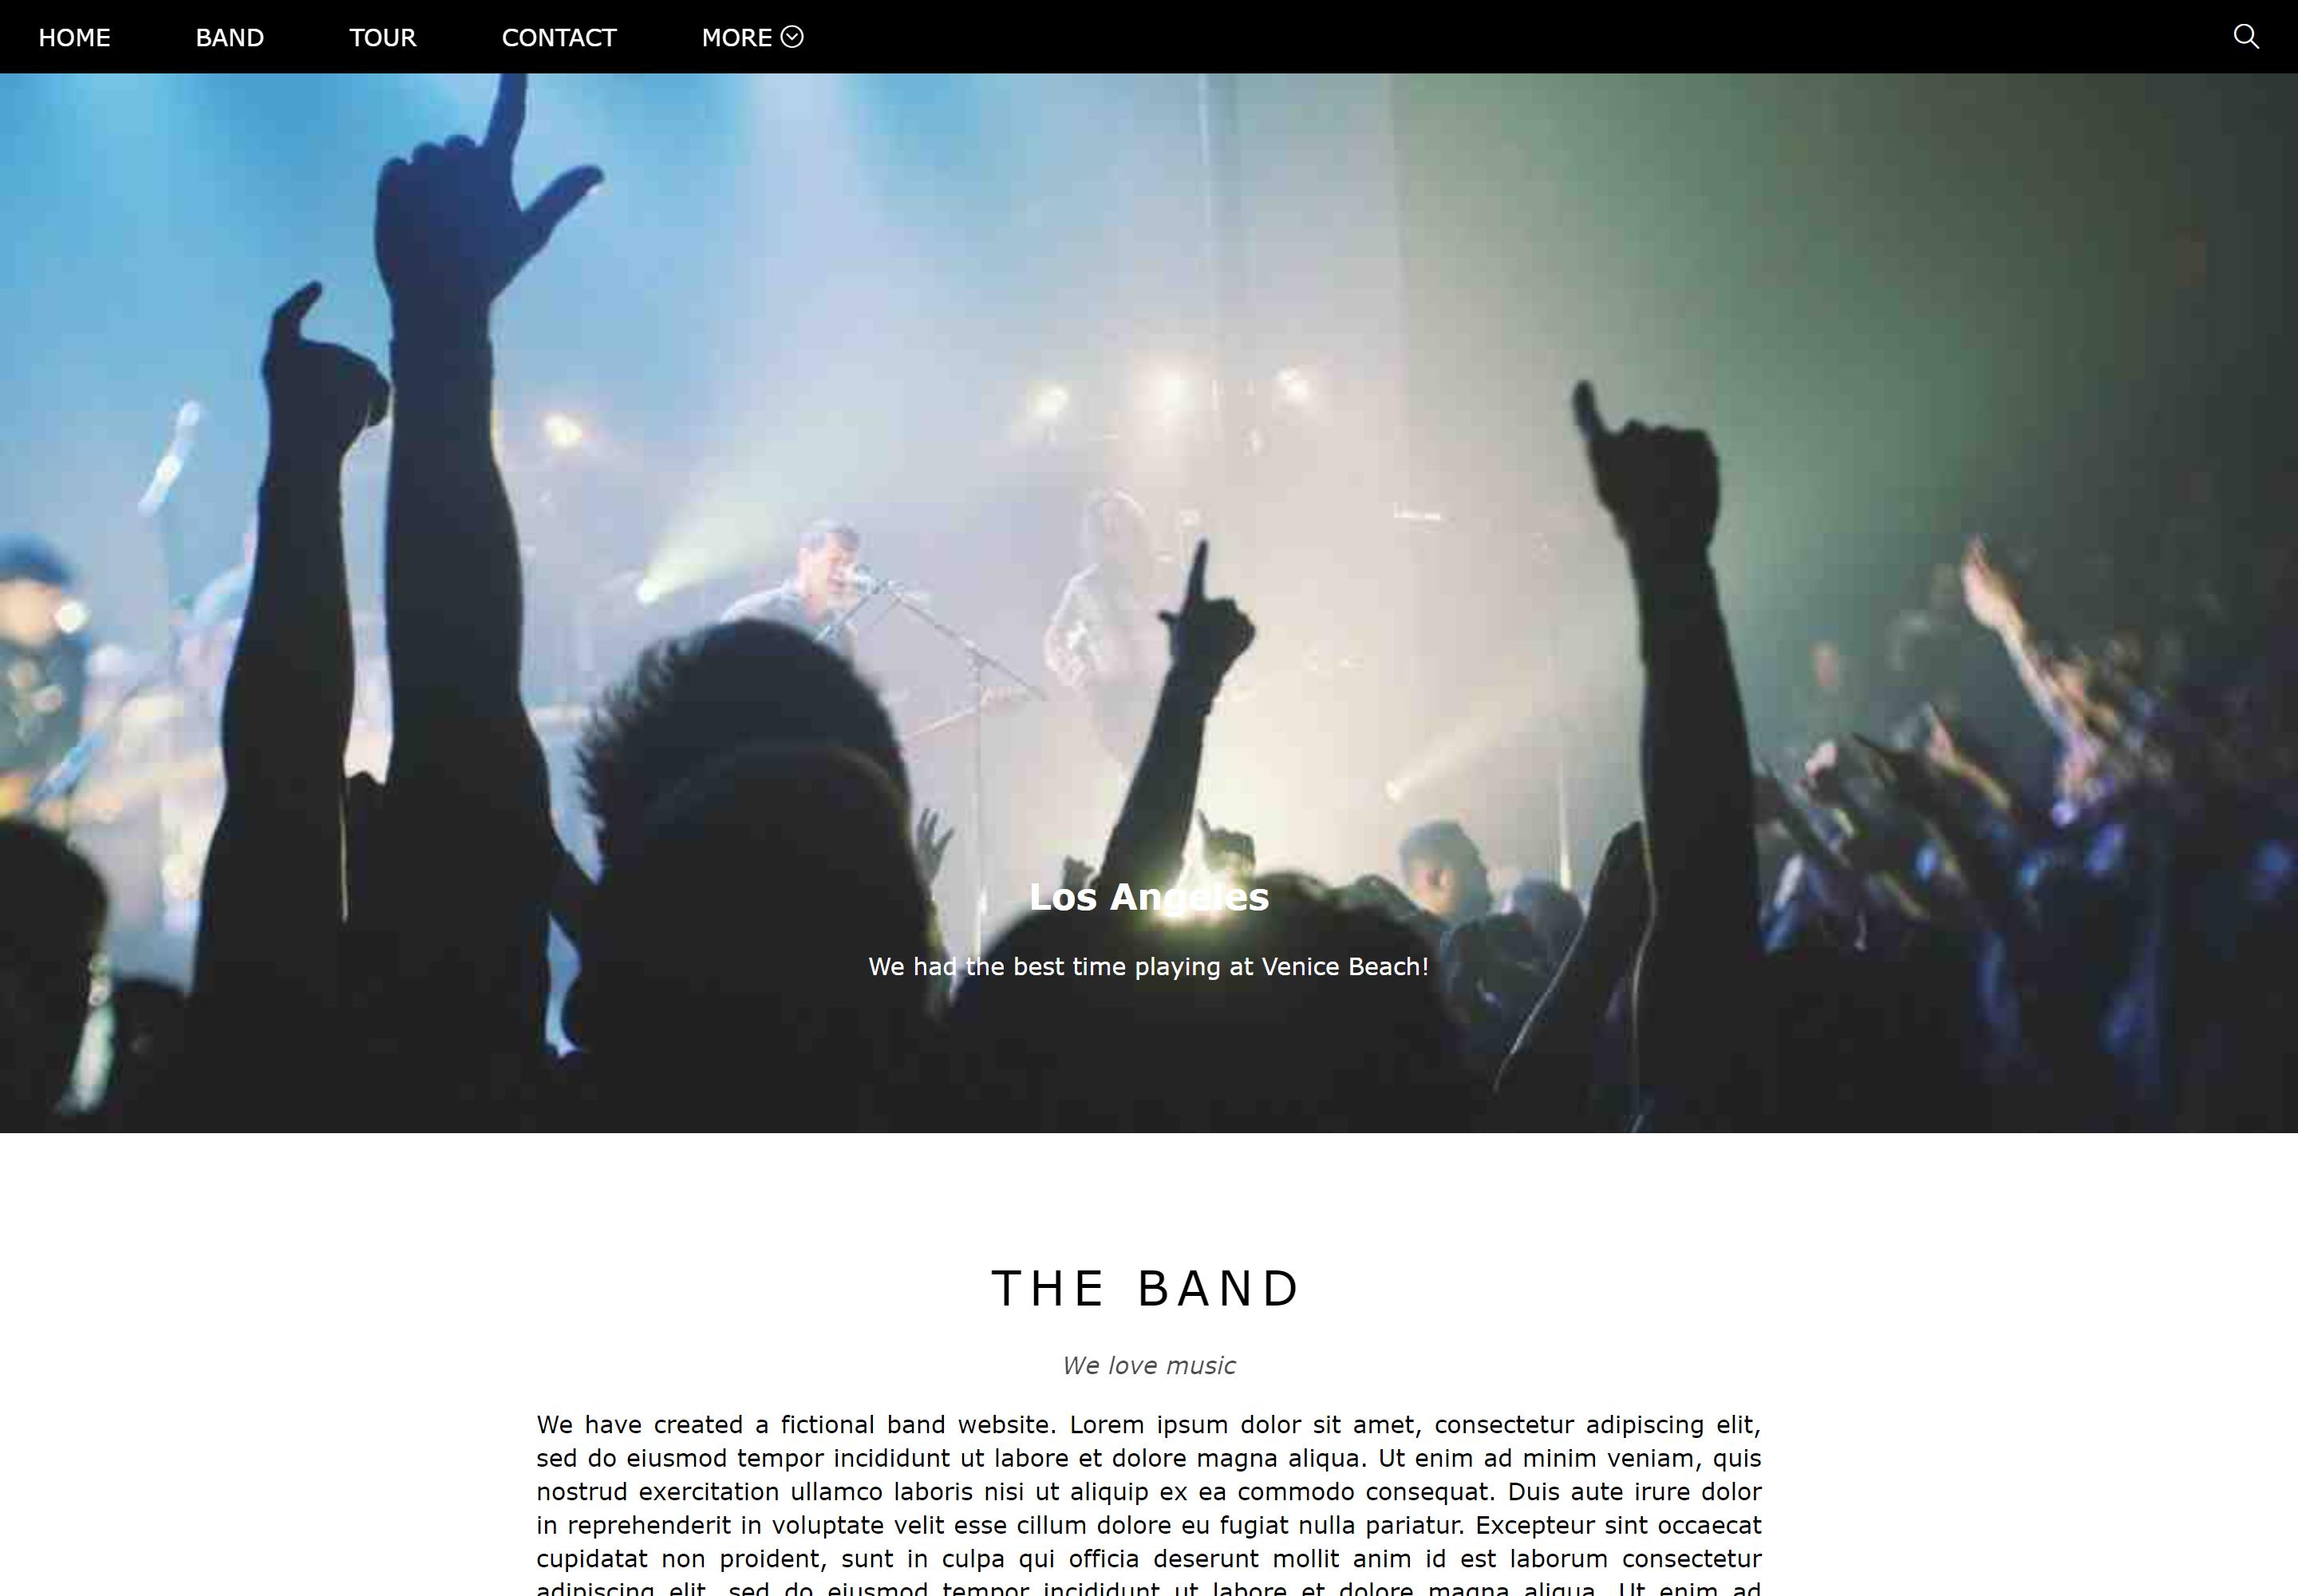 HOME BAND TOUR CONTACT MORE
Los Angeles
We had the best time playing at Venice Beach!
THE BAND
We love music
We have created a fictional band website. Lorem ipsum dolor sit amet, consectetur adipiscing elit,
sed do eiusmod tempor incididunt ut labore et dolore magna aliqua. Ut enim ad minim veniam, quis
nostrud exercitation ullamco laboris nisi ut aliquip ex ea commodo consequat. Duis aute irure dolor
in reprehenderit in voluptate velit esse cillum dolore eu fugiat nulla pariatur. Excepteur sint occaecat
cupidatat non proident, sunt in culpa qui officia deserunt mollit anim id est laborum consectetur
adipiscing elit, sed do eiusmod tempor incididunt ut labore et dolore magna aliqua. Ut enim ad